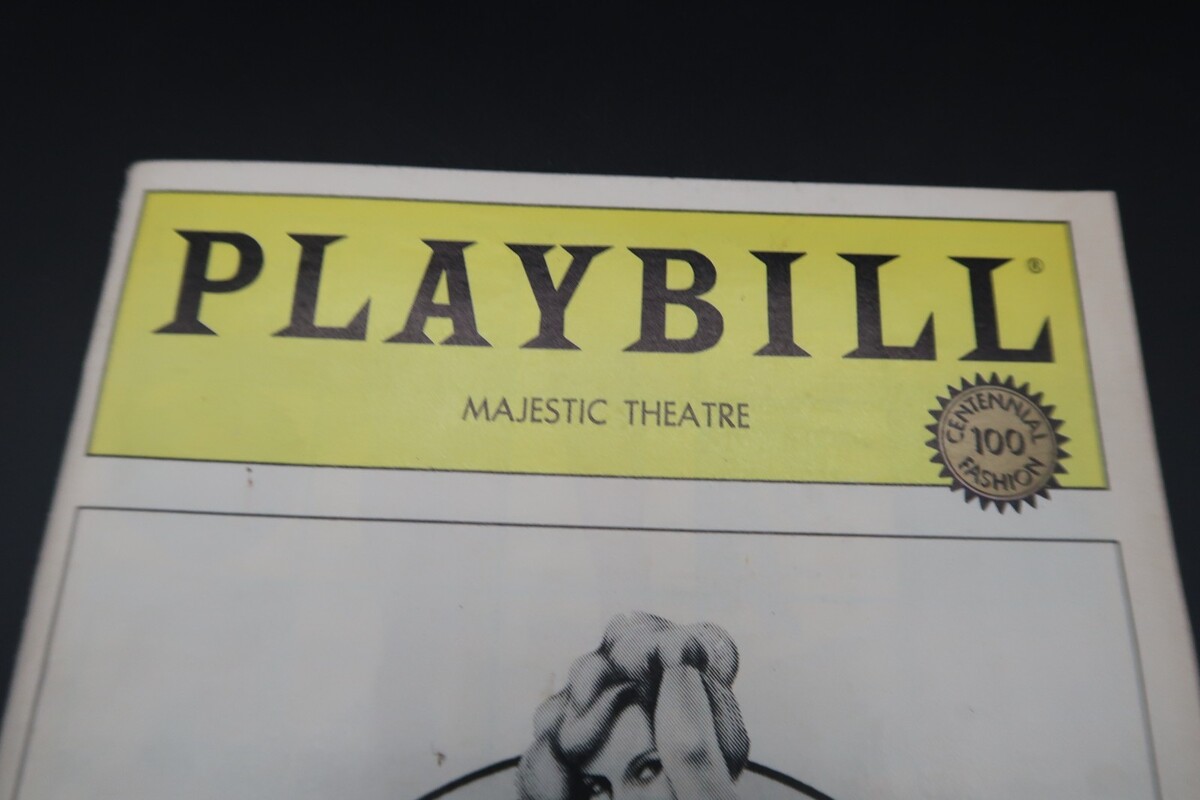 PLAYBILL®
MAJESTIC THEATRE
CENTENNIAL
100
FASHION